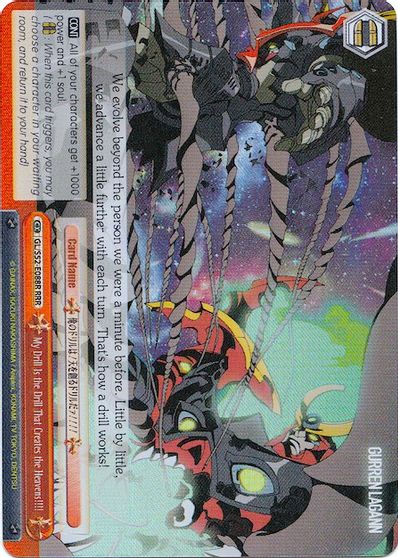 GURREN LAGANN
We evolve beyond the person we were a minute before. Little by little,
we advance a little further with each turn. That's how a drill works!
[CONT] All of your characters get +1000
power and +1 soul.
( : When this card triggers, you may
choose a character in your waiting
room, and return it to your hand)
Card Name
CC
GL/S52-E088R RRR
My Drill Is the Drill That Creates the Heavens!!!!